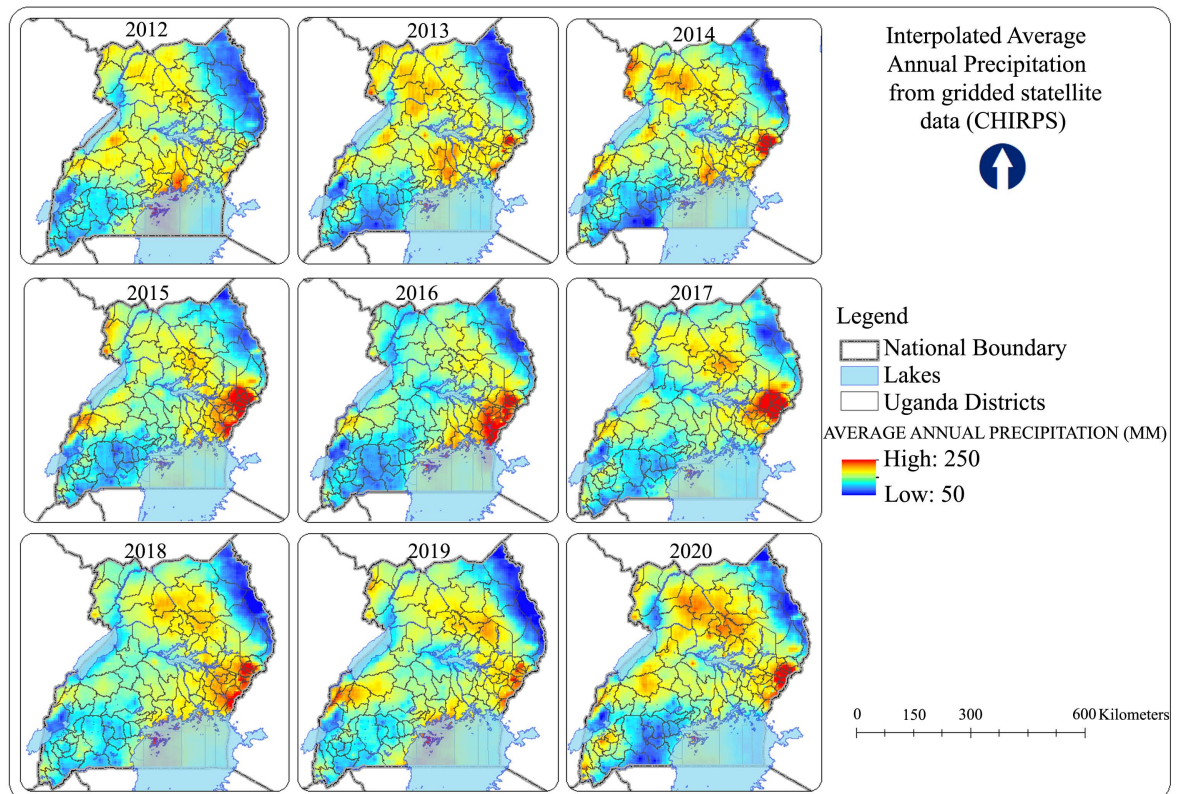 2012
2013
2014
Interpolated Average
Annual Precipitation
from gridded statellite
data (CHIRPS)
2015
2016
2017
Legend
National Boundary
Lakes
Uganda Districts
AVERAGE ANNUAL PRECIPITATION (MM)
High: 250
Low: 50
2018
2019
2020
0 150 300 600 Kilometers